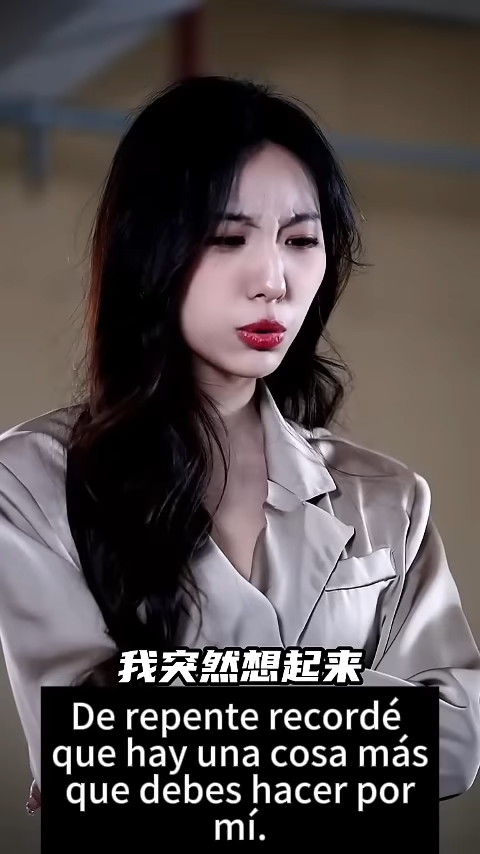 我突然想起来
De repente recordé
que hay una cosa más
que debes hacer por
mí.